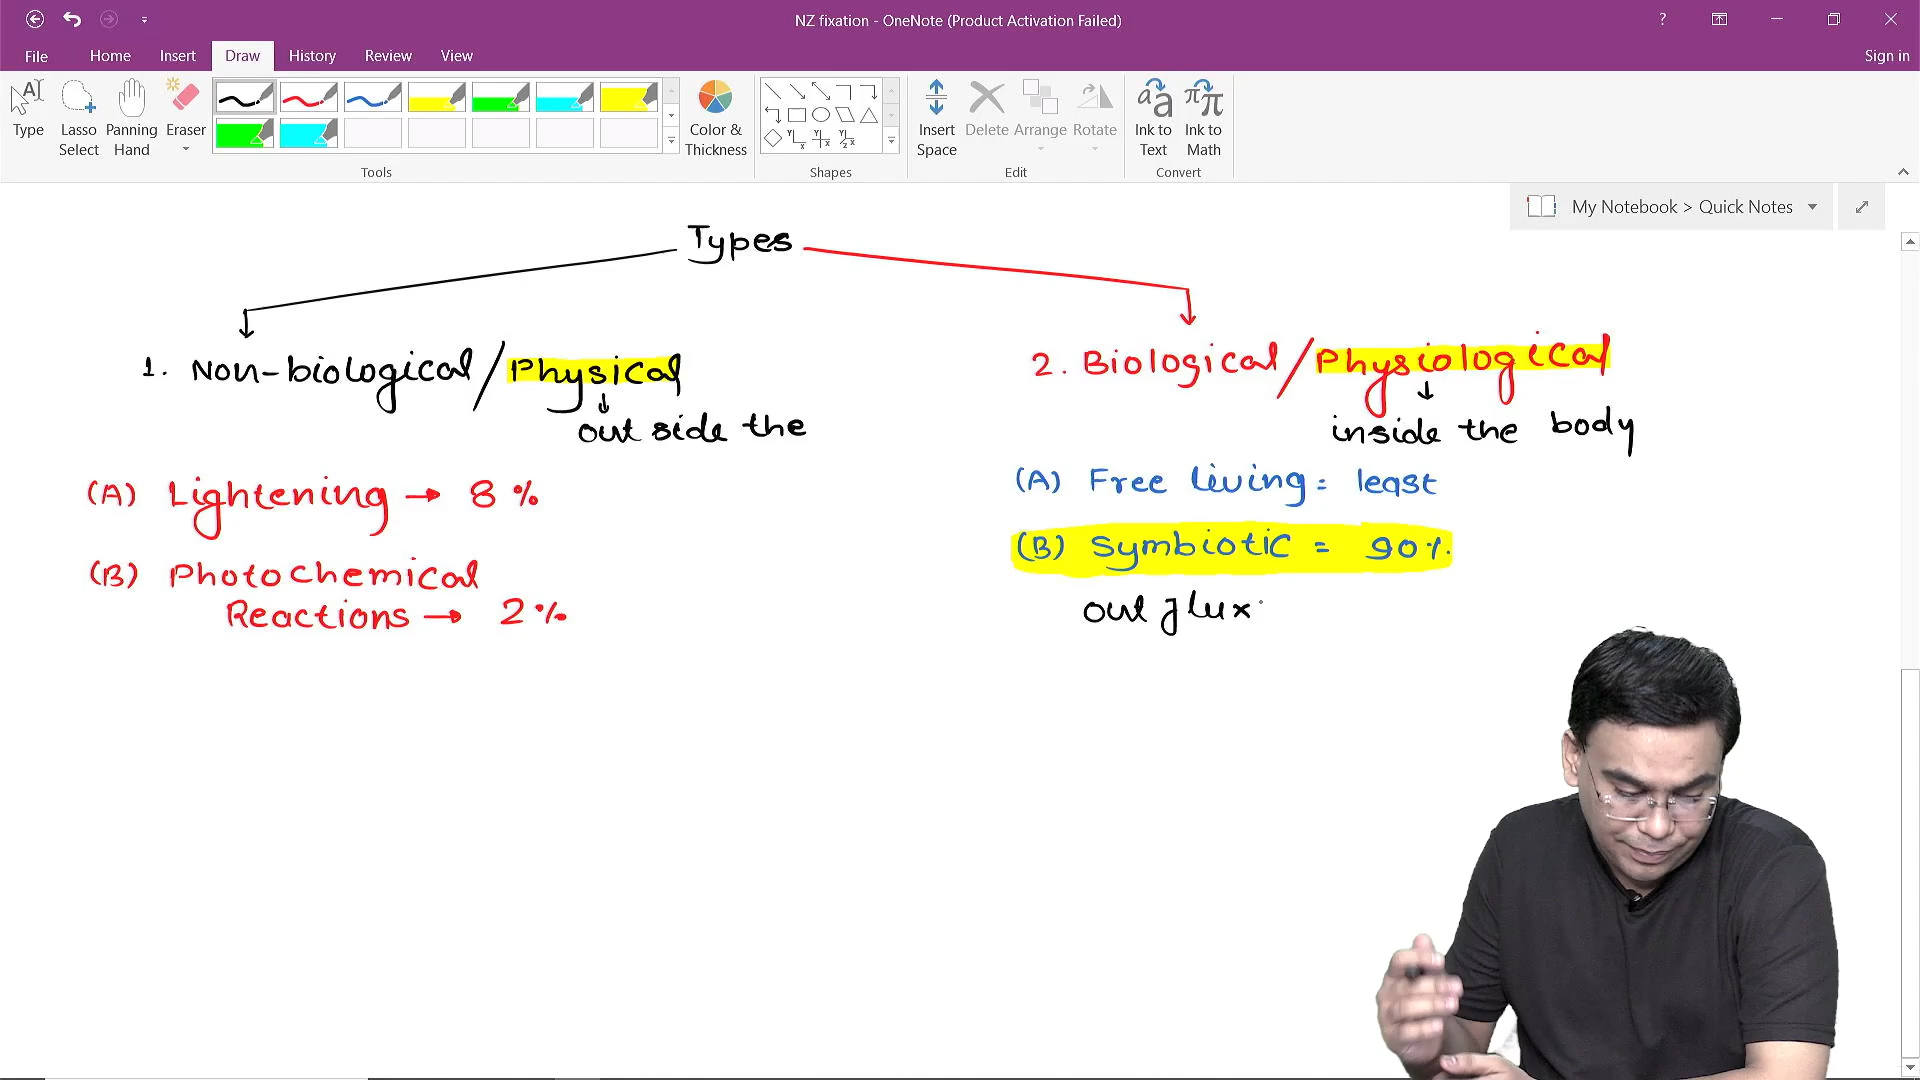 NZ fixation - OneNote (Product Activation Failed)
?
File
Home
Insert
Draw
History
Review
View
Sign in
Type
Lasso Select
Panning Hand
Eraser
Color & Thickness
Insert Space
Delete
Arrange
Rotate
Ink to Text
Ink to Math
Tools
Shapes
Edit
Convert
My Notebook > Quick Notes
Types
1. Non-biological/Physical
out side the
(A) Lightening → 8 %
(B) Photochemical
Reactions → 2 %
2. Biological/Physiological
inside the body
(A) Free living = least
(B) Symbiotic = 90%.
out flux